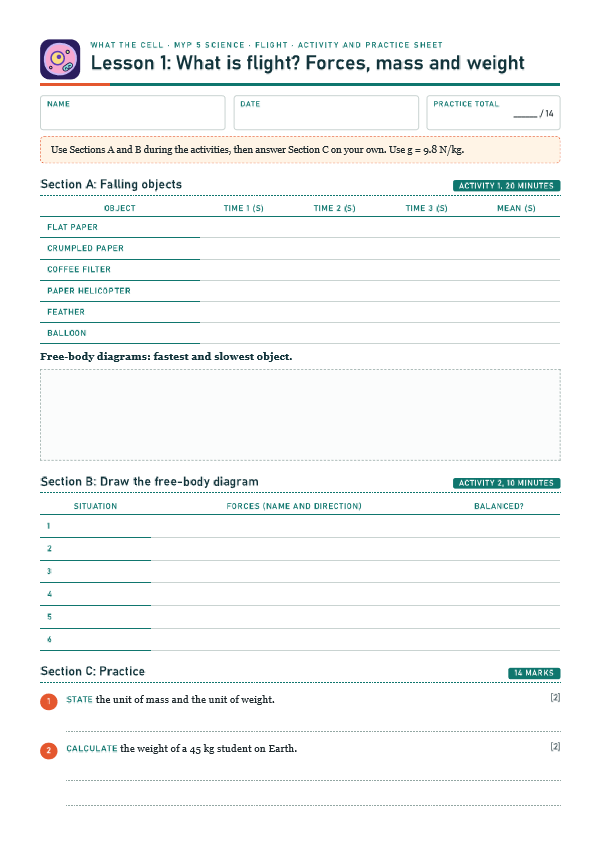 WHAT THE CELL · MYP 5 SCIENCE · FLIGHT · ACTIVITY AND PRACTICE SHEET
Lesson 1: What is flight? Forces, mass and weight
NAME
DATE
PRACTICE TOTAL
_____ / 14
Use Sections A and B during the activities, then answer Section C on your own. Use g = 9.8 N/kg.
Section A: Falling objects
ACTIVITY 1, 20 MINUTES
OBJECT TIME 1 (S) TIME 2 (S) TIME 3 (S) MEAN (S)
FLAT PAPER
CRUMPLED PAPER
COFFEE FILTER
PAPER HELICOPTER
FEATHER
BALLOON
Free-body diagrams: fastest and slowest object.
Section B: Draw the free-body diagram
ACTIVITY 2, 10 MINUTES
SITUATION FORCES (NAME AND DIRECTION) BALANCED?
1
2
3
4
5
6
Section C: Practice
14 MARKS
1 STATE the unit of mass and the unit of weight. [2]
2 CALCULATE the weight of a 45 kg student on Earth. [2]